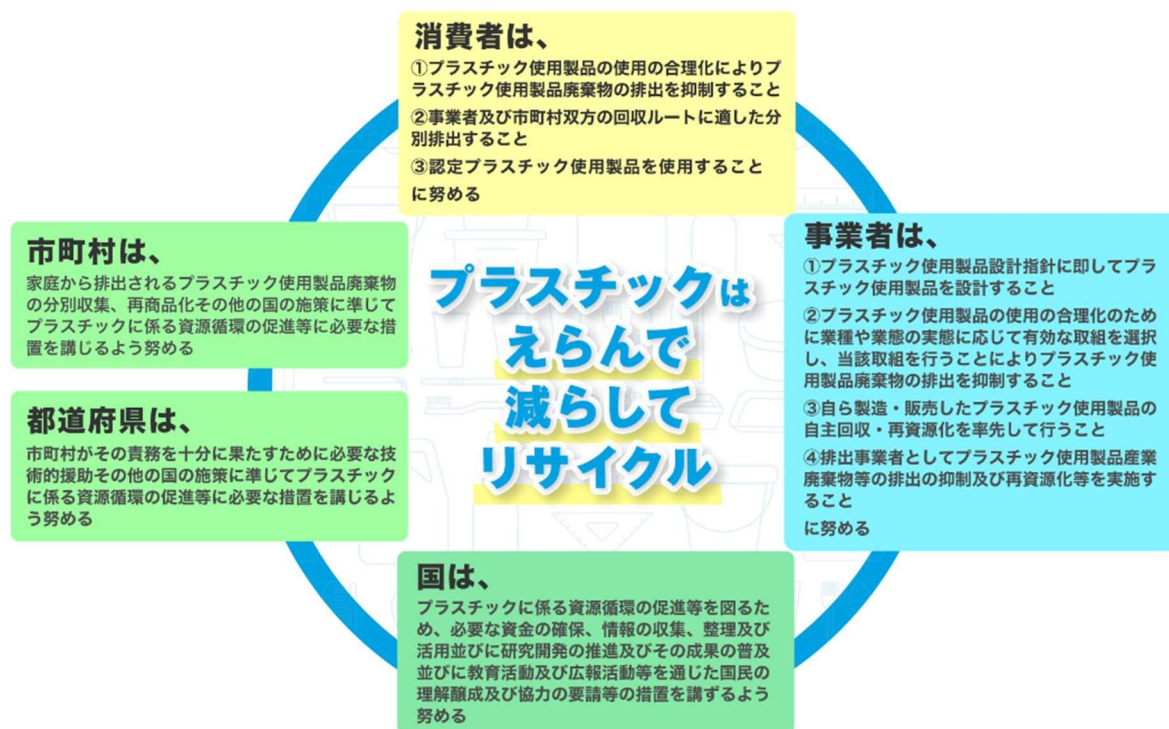 消費者は、
①プラスチック使用製品の使用の合理化によりプ
ラスチック使用製品廃棄物の排出を抑制すること
②事業者及び市町村双方の回収ルートに適した分
別排出すること
③認定プラスチック使用製品を使用すること
に努める
市町村は、
家庭から排出されるプラスチック使用製品廃棄物
の分別収集、再商品化その他の国の施策に準じて
プラスチックに係る資源循環の促進等に必要な措
置を講じるよう努める
プラスチックは
えらんで
減らして
リサイクル
事業者は、
①プラスチック使用製品設計指針に即してプラ
スチック使用製品を設計すること
②プラスチック使用製品の使用の合理化のため
に業種や業態の実態に応じて有効な取組を選択
し、当該取組を行うことによりプラスチック使
用製品廃棄物の排出を抑制すること
③自ら製造・販売したプラスチック使用製品の
自主回収・再資源化を率先して行うこと
④排出事業者としてプラスチック使用製品産業
廃棄物等の排出の抑制及び再資源化等を実施す
ること
に努める
都道府県は、
市町村がその責務を十分に果たすために必要な技
術的援助その他の国の施策に準じてプラスチック
に係る資源循環の促進等に必要な措置を講じるよ
う努める
国は、
プラスチックに係る資源循環の促進等を図るた
め、必要な資金の確保、情報の収集、整理及び
活用並びに研究開発の推進及びその成果の普及
並びに教育活動及び広報活動等を通じた国民の
理解醸成及び協力の要請等の措置を講ずるよう
努める